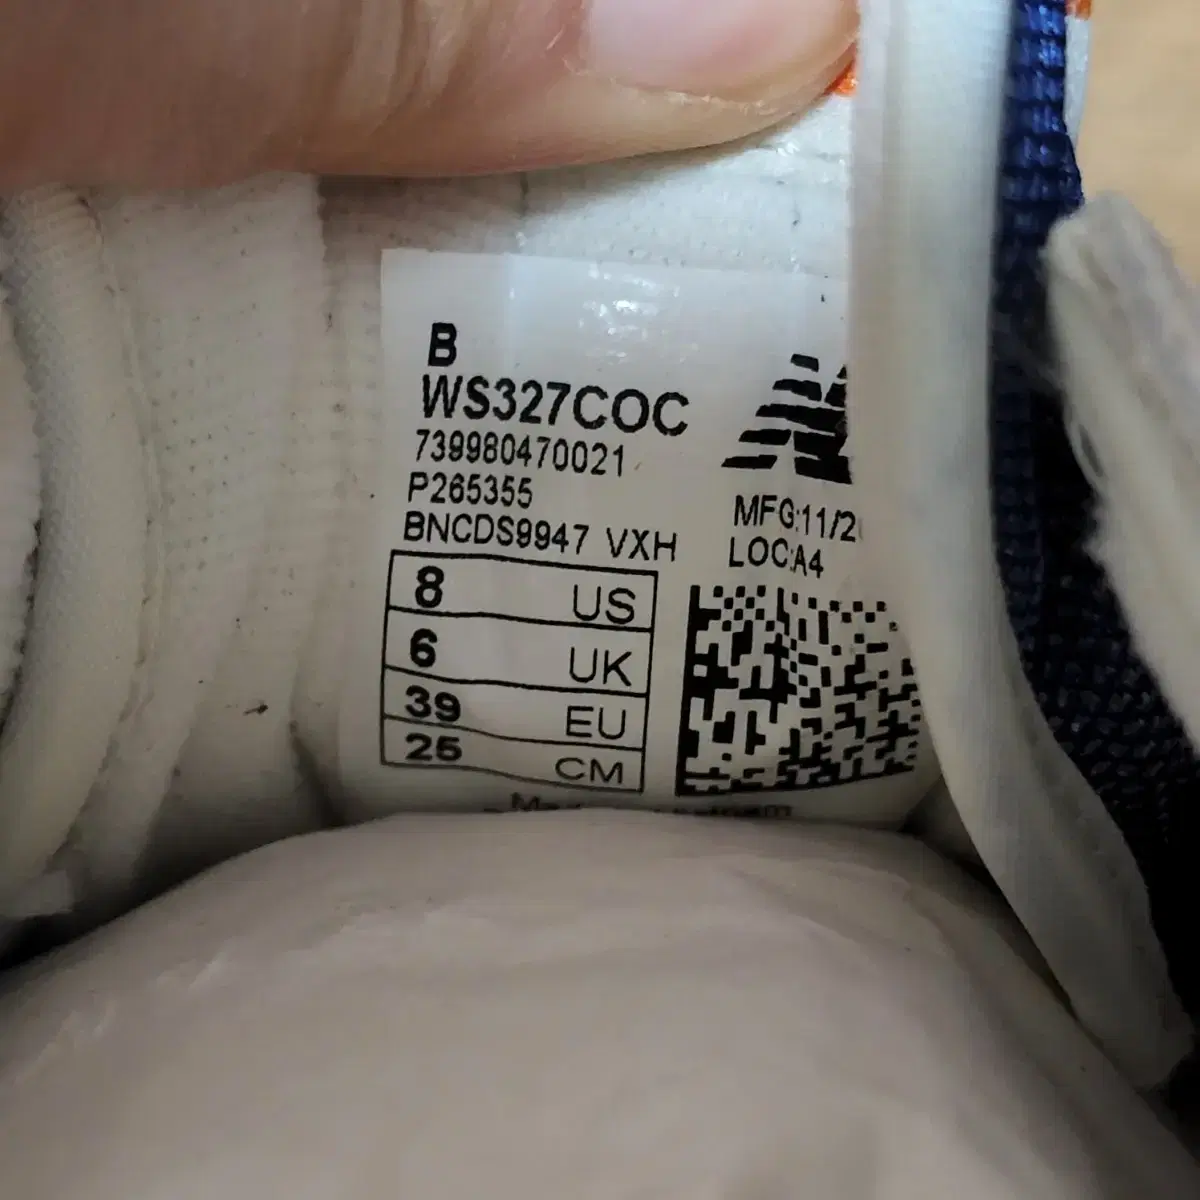 B
WS327COC
739980470021
P265355
BNCDS9947 VXH
MFG:11/2
LOC:A4
8 US
6 UK
39 EU
25 CM